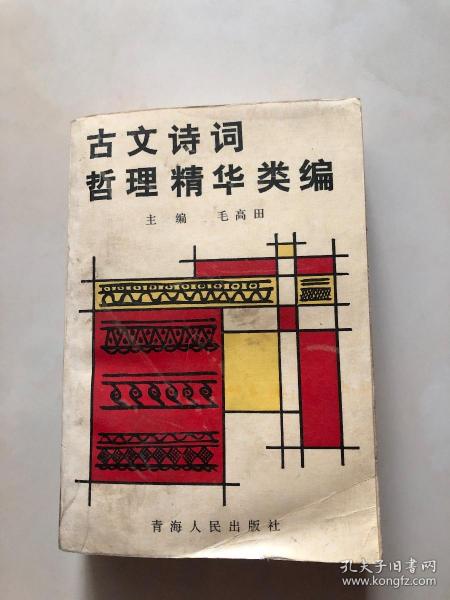 古文诗词
哲理精华类编
主 编 毛高田
青海人民出版社
孔夫子旧书网
www.kongfz.com